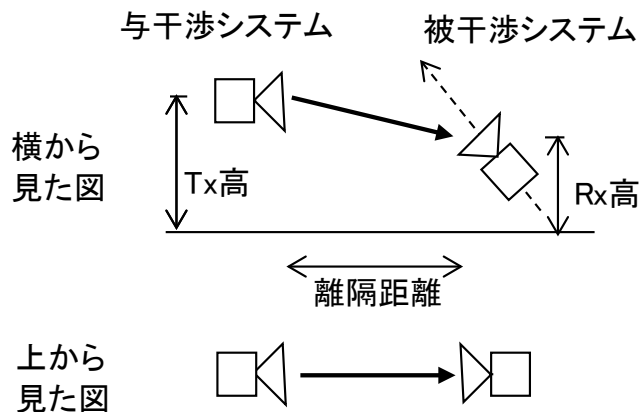 与干渉システム
被干渉システム
横から
見た図
Tx高
Rx高
離隔距離
上から
見た図